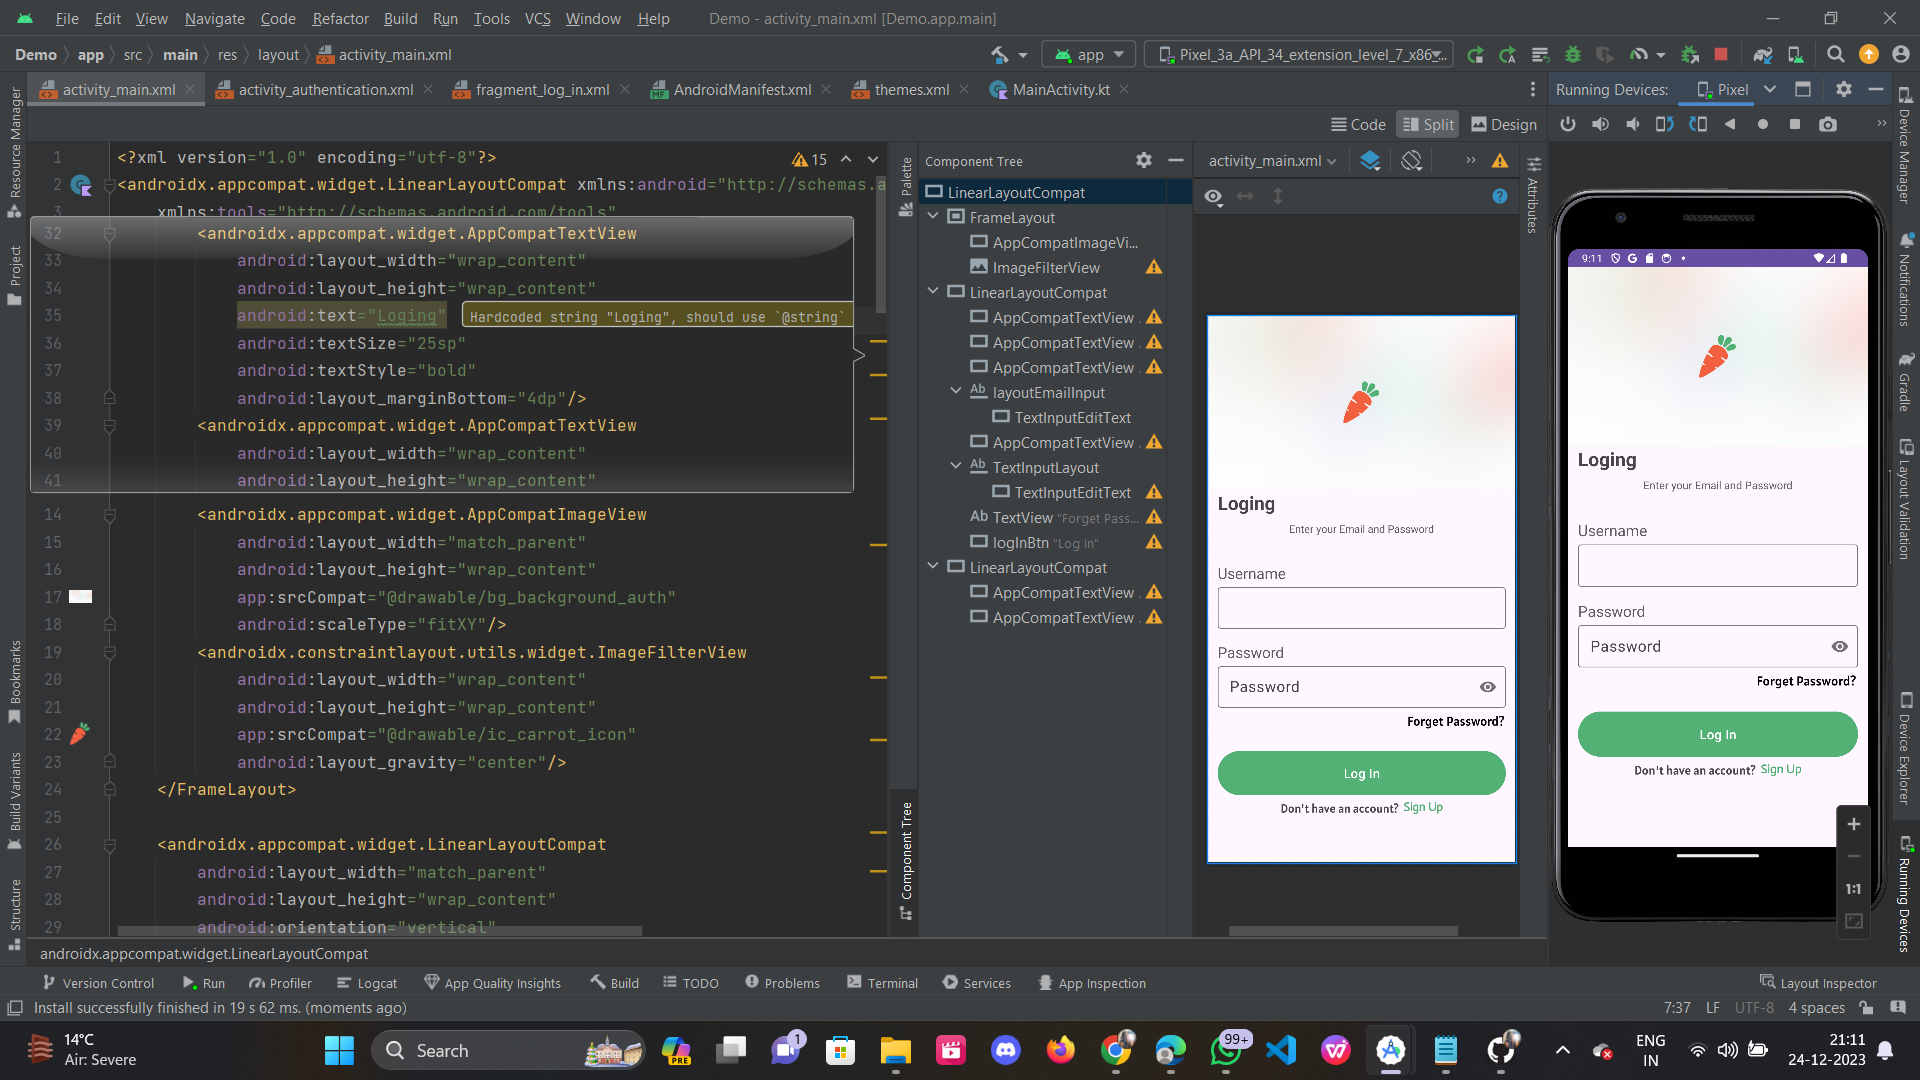 File Edit View Navigate Code Refactor Build Run Tools VCS Window Help Demo - activity_main.xml [Demo.app.main]
Demo app src main res layout activity_main.xml app Pixel_3a_API_34_extension_level_7_x86
activity_main.xml activity_authentication.xml fragment_log_in.xml AndroidManifest.xml themes.xml MainActivity.kt Running Devices: Pixel
Code Split Design
Resource Manager
Project
Bookmarks
Build Variants
Structure
1 <?xml version="1.0" encoding="utf-8"?> 15
2 <androidx.appcompat.widget.LinearLayoutCompat xmlns:android="http://schemas.a
3 xmlns:tools="http://schemas.android.com/tools"
32 <androidx.appcompat.widget.AppCompatTextView
33 android:layout_width="wrap_content"
34 android:layout_height="wrap_content"
35 android:text="Loging" Hardcoded string "Loging", should use `@string`
36 android:textSize="25sp"
37 android:textStyle="bold"
38 android:layout_marginBottom="4dp"/>
39 <androidx.appcompat.widget.AppCompatTextView
40 android:layout_width="wrap_content"
41 android:layout_height="wrap_content"
14 <androidx.appcompat.widget.AppCompatImageView
15 android:layout_width="match_parent"
16 android:layout_height="wrap_content"
17 app:srcCompat="@drawable/bg_background_auth"
18 android:scaleType="fitXY"/>
19 <androidx.constraintlayout.utils.widget.ImageFilterView
20 android:layout_width="wrap_content"
21 android:layout_height="wrap_content"
22 app:srcCompat="@drawable/ic_carrot_icon"
23 android:layout_gravity="center"/>
24 </FrameLayout>
25
26 <androidx.appcompat.widget.LinearLayoutCompat
27 android:layout_width="match_parent"
28 android:layout_height="wrap_content"
29 android:orientation="vertical"
Palette
Component Tree
Component Tree
LinearLayoutCompat
FrameLayout
AppCompatImageVi...
ImageFilterView
LinearLayoutCompat
AppCompatTextView .
AppCompatTextView .
AppCompatTextView .
Ab layoutEmailInput
TextInputEditText
AppCompatTextView .
Ab TextInputLayout
TextInputEditText
Ab TextView "Forget Pass...
logInBtn "Log In"
LinearLayoutCompat
AppCompatTextView .
AppCompatTextView .
activity_main.xml
Attributes
Loging
Enter your Email and Password
Username
Password
Password
Forget Password?
Log In
Don't have an account? Sign Up
9:11
Loging
Enter your Email and Password
Username
Password
Password
Forget Password?
Log In
Don't have an account? Sign Up
1:1
Device Manager
Notifications
Gradle
Layout Validation
Device Explorer
Running Devices
androidx.appcompat.widget.LinearLayoutCompat
Version Control Run Profiler Logcat App Quality Insights Build TODO Problems Terminal Services App Inspection Layout Inspector
Install successfully finished in 19 s 62 ms. (moments ago) 7:37 LF UTF-8 4 spaces
14°C
Air: Severe
Search
PRE
1
99+
ENG
IN
21:11
24-12-2023